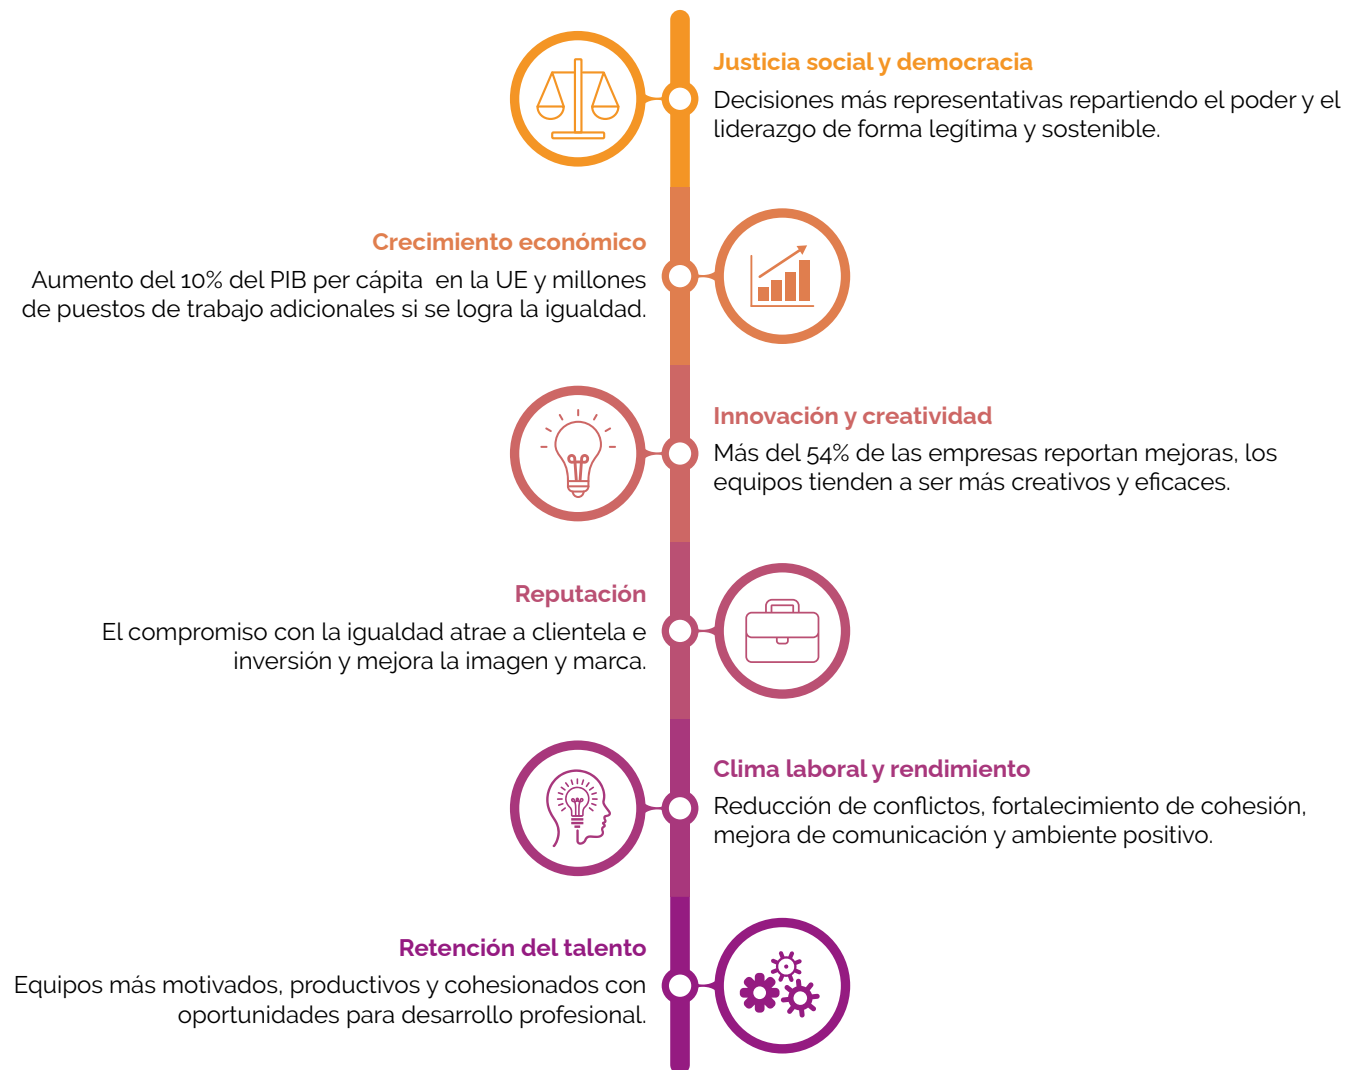 Justicia social y democracia
Decisiones más representativas repartiendo el poder y el
liderazgo de forma legítima y sostenible.
Crecimiento económico
Aumento del 10% del PIB per cápita  en la UE y millones
de puestos de trabajo adicionales si se logra la igualdad.
Innovación y creatividad
Más del 54% de las empresas reportan mejoras, los
equipos tienden a ser más creativos y eficaces.
Reputación
El compromiso con la igualdad atrae a clientela e
inversión y mejora la imagen y marca.
Clima laboral y rendimiento
Reducción de conflictos, fortalecimiento de cohesión,
mejora de comunicación y ambiente positivo.
Retención del talento
Equipos más motivados, productivos y cohesionados con
oportunidades para desarrollo profesional.